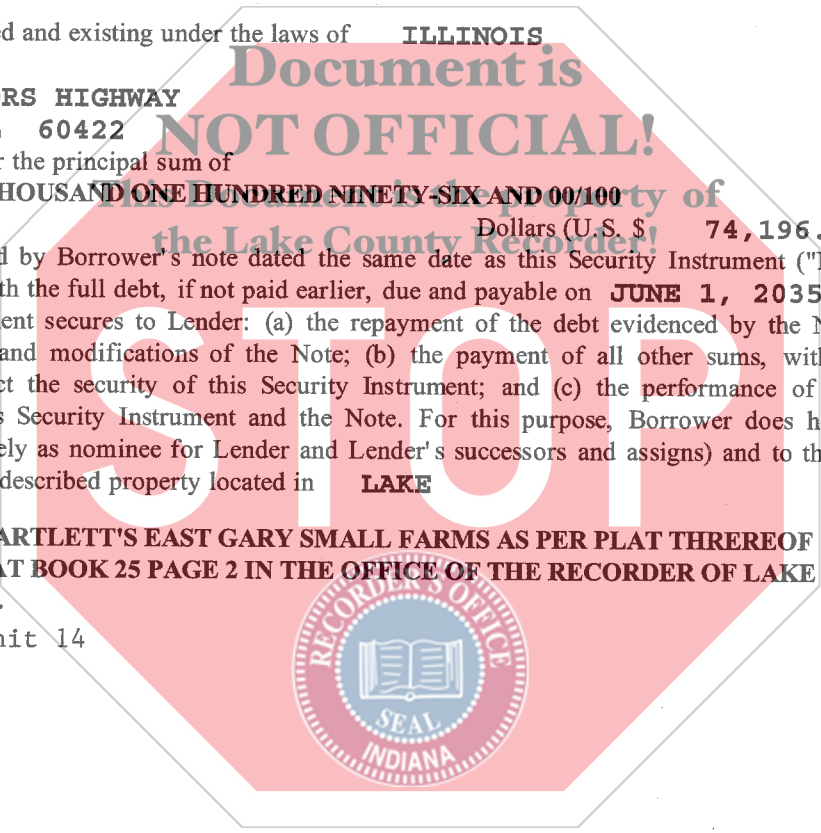 ed and existing under the laws of ILLINOIS
Document is
RS HIGHWAY
60422
NOT OFFICIAL!
the principal sum of
HOUSAND ONE HUNDRED NINETY-SIX AND 00/100
This Document is the property of
Dollars (U.S. $ 74,196.
the Lake County Recorder!
d by Borrower's note dated the same date as this Security Instrument ("
th the full debt, if not paid earlier, due and payable on JUNE 1, 2035
ent secures to Lender: (a) the repayment of the debt evidenced by the N
and modifications of the Note; (b) the payment of all other sums, with
ct the security of this Security Instrument; and (c) the performance of
s Security Instrument and the Note. For this purpose, Borrower does h
ely as nominee for Lender and Lender's successors and assigns) and to th
described property located in LAKE
STOP
ARTLETT'S EAST GARY SMALL FARMS AS PER PLAT THREREOF
AT BOOK 25 PAGE 2 IN THE OFFICE OF THE RECORDER OF LAKE
nit 14
RECORDER'S OFFICE
SEAL
INDIANA